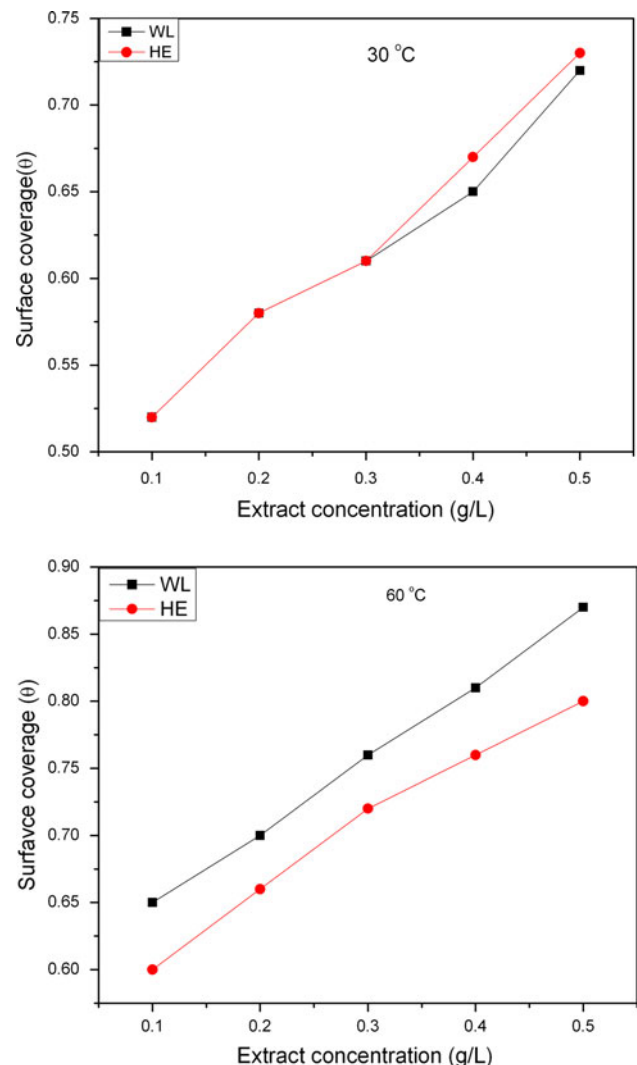 0.75
WL
HE
30 °C
0.70
0.65
0.60
0.55
0.50
Surface coverage(θ)
0.1 0.2 0.3 0.4 0.5
Extract concentration (g/L)
0.90
WL
HE
60 °C
0.85
0.80
0.75
0.70
0.65
0.60
Surfavce coverage (θ)
0.1 0.2 0.3 0.4 0.5
Extract concentration (g/L)